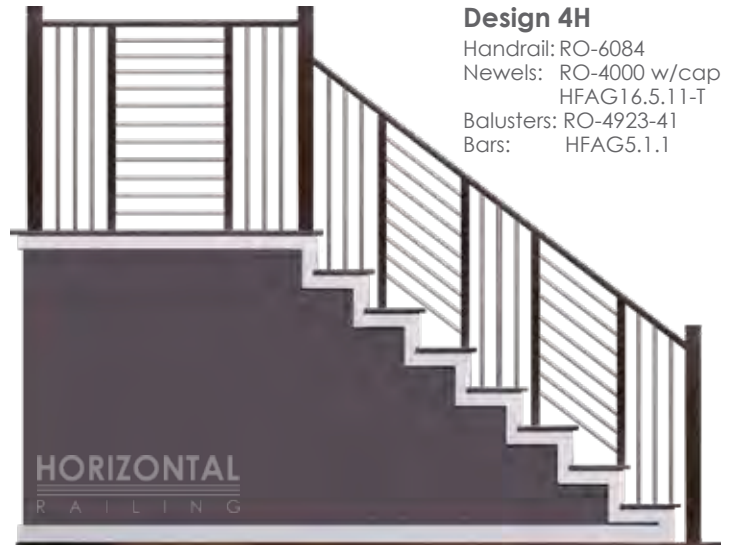 Design 4H
Handrail: RO-6084
Newels: RO-4000 w/cap
HFAG16.5.11-T
Balusters: RO-4923-41
Bars: HFAG5.1.1
HORIZONTAL
RAILING